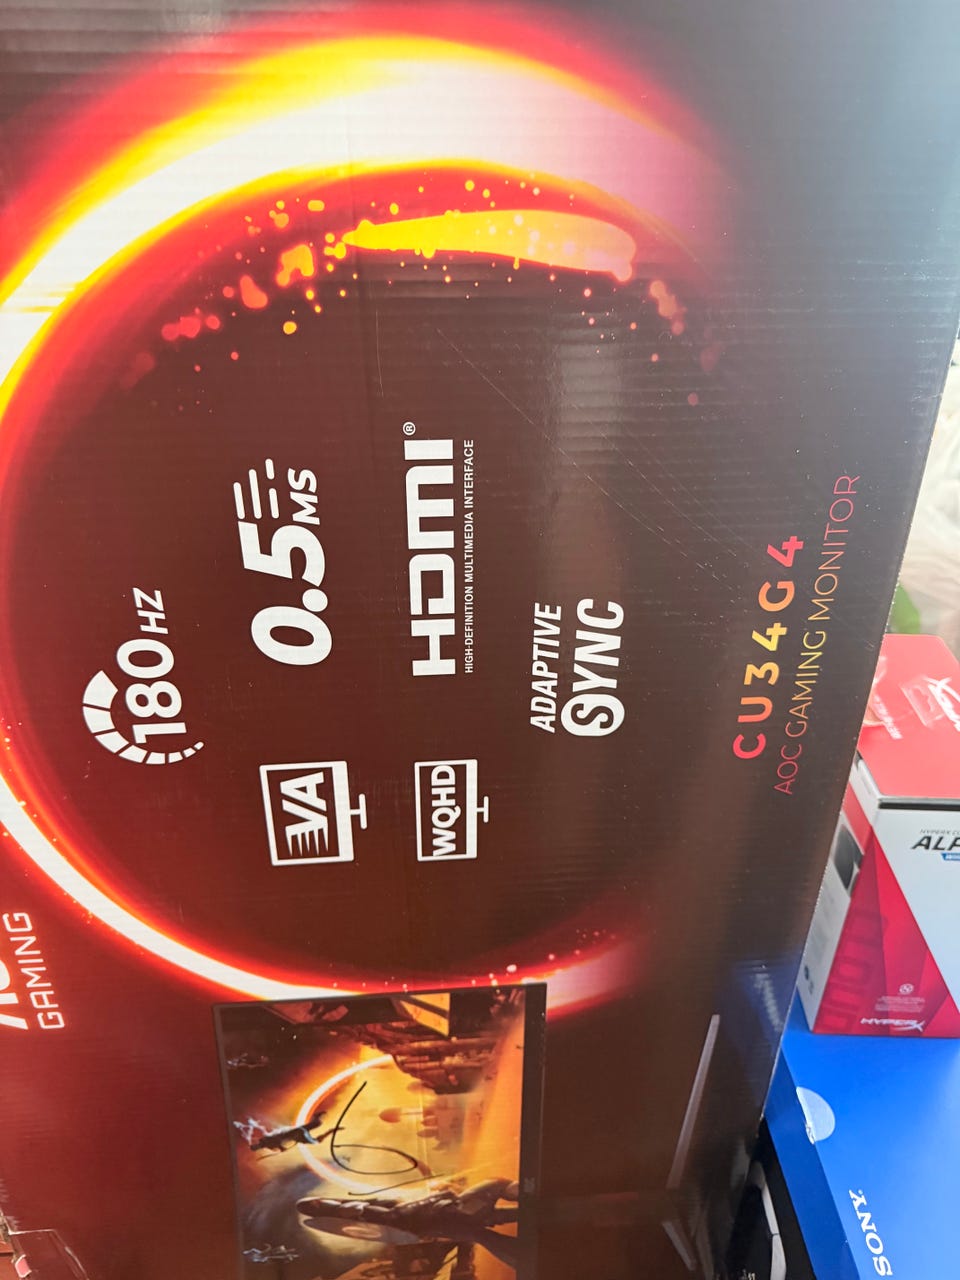 180HZ
0.5MS
HDMI®
HIGH-DEFINITION MULTIMEDIA INTERFACE
VA
WQHD
ADAPTIVE
SYNC
CU34G4
AOC GAMING MONITOR
GAMING
HYPERX
SONY